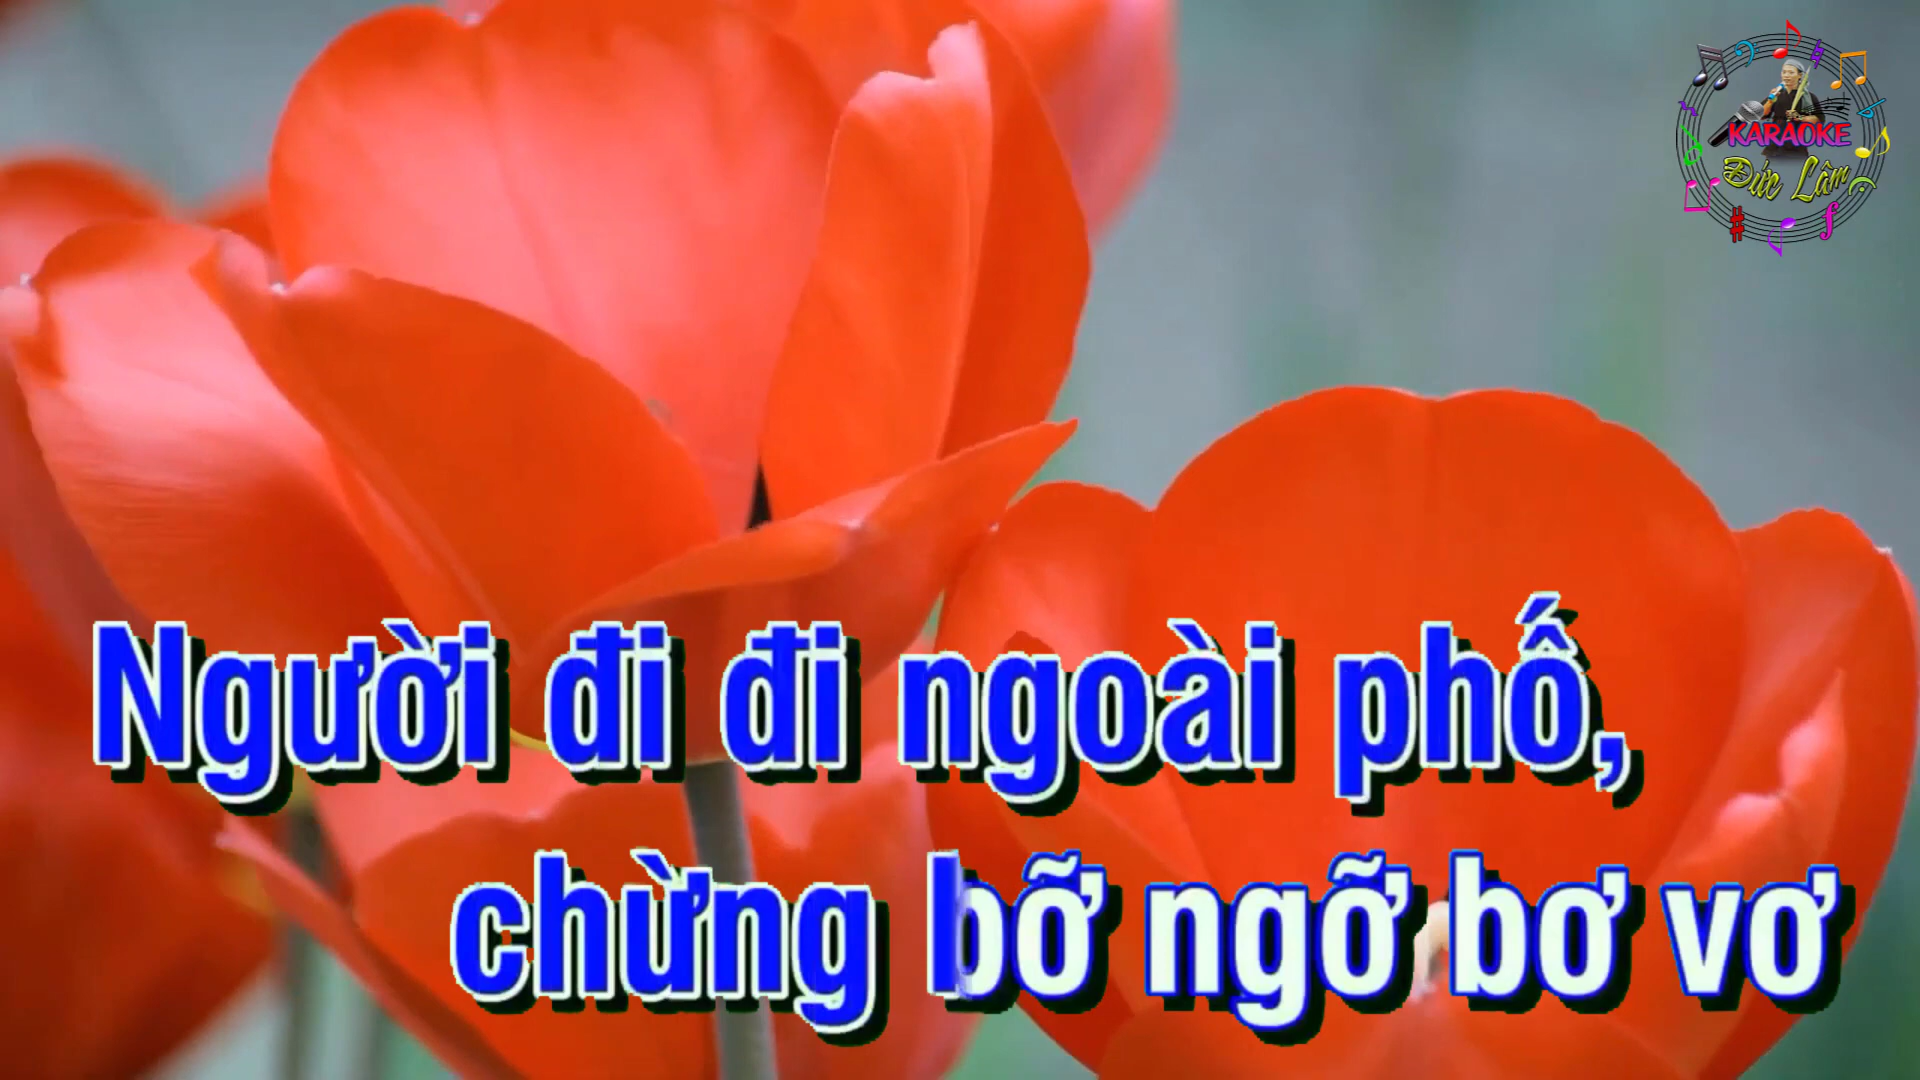 KARAOKE
Đức Lâm
Người đi đi ngoài phố,
chừng bỡ ngỡ bơ vơ